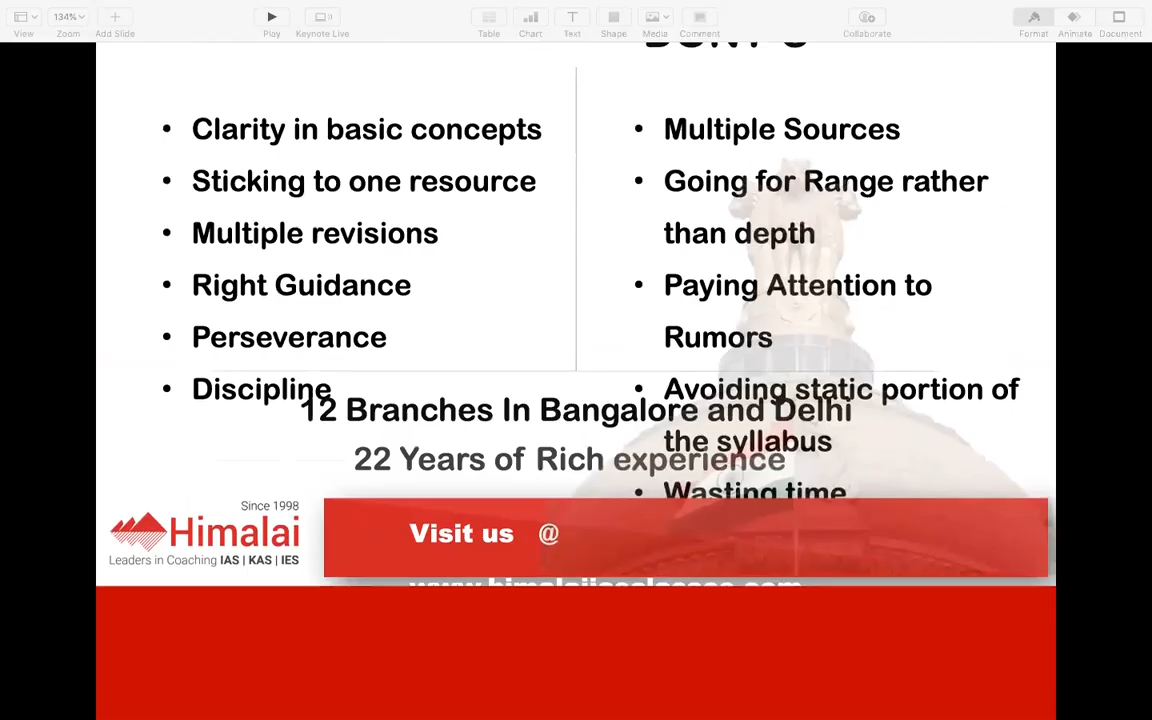 View
134%
Zoom
Add Slide
Play
Keynote Live
Table
Chart
Text
Shape
Media
Comment
Collaborate
Format
Animate
Document
• Clarity in basic concepts
• Sticking to one resource
• Multiple revisions
• Right Guidance
• Perseverance
• Discipline
• Multiple Sources
• Going for Range rather
than depth
• Paying Attention to
Rumors
• Avoiding static portion of
the syllabus
• Wasting time
12 Branches In Bangalore and Delhi
22 Years of Rich experience
Since 1998
Himalai
Leaders in Coaching IAS | KAS | IES
Visit us @